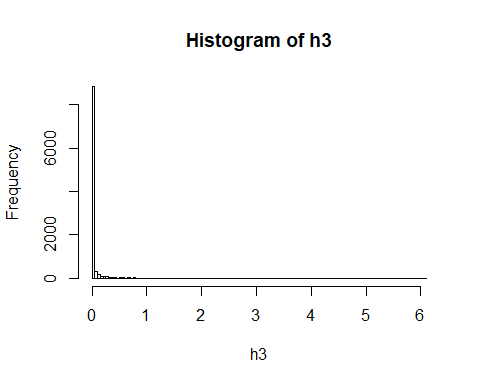 Histogram of h3
Frequency
6000
2000
0
0 1 2 3 4 5 6
h3